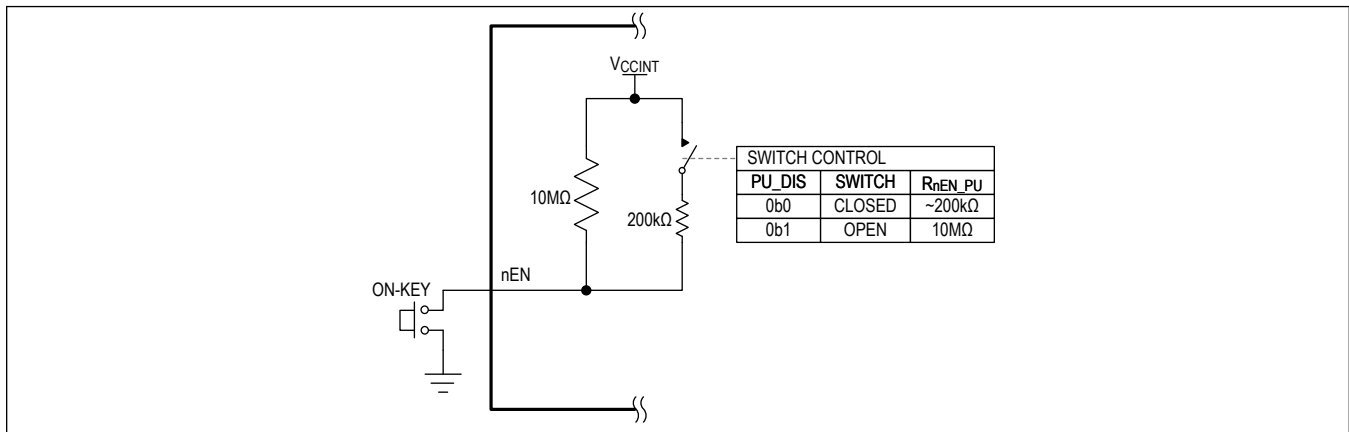 VCCINT
10MΩ
200kΩ
nEN
ON-KEY
SWITCH CONTROL
PU_DIS SWITCH RnEN_PU
0b0 CLOSED ~200kΩ
0b1 OPEN 10MΩ